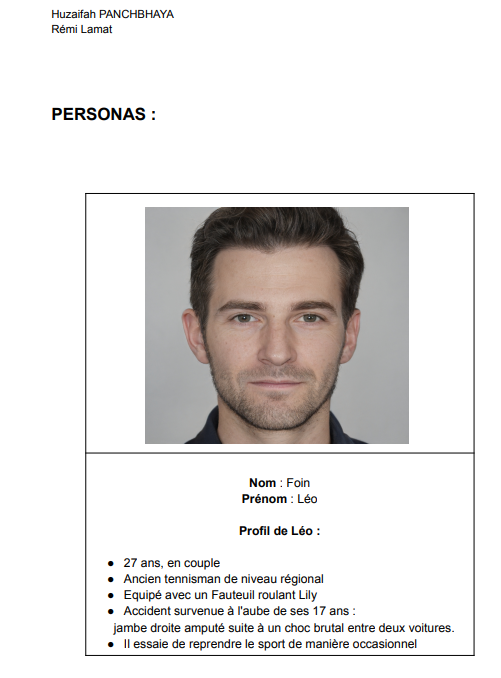 Huzaifah PANCHBHAYA
Rémi Lamat
PERSONAS :
Nom : Foin
Prénom : Léo
Profil de Léo :
● 27 ans, en couple
● Ancien tennisman de niveau régional
● Equipé avec un Fauteuil roulant Lily
● Accident survenue à l'aube de ses 17 ans :
jambe droite amputé suite à un choc brutal entre deux voitures.
● Il essaie de reprendre le sport de manière occasionnel